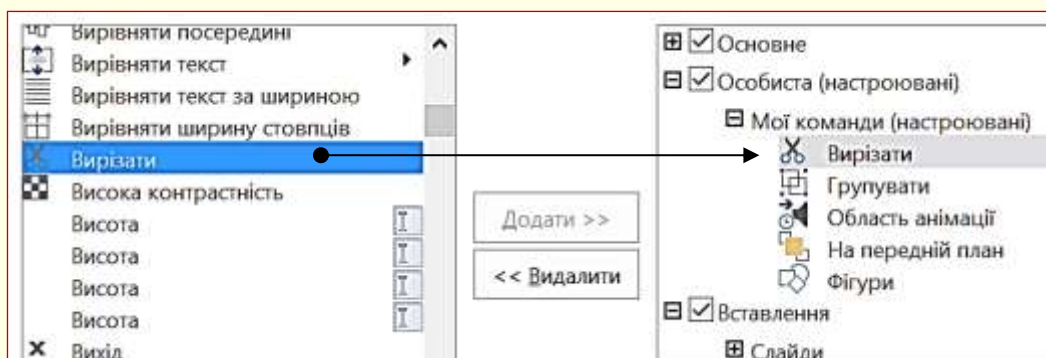 Вирівняти посередині
Вирівняти текст
Вирівняти текст за шириною
Вирівняти ширину стовпців
Вирізати
Висока контрастність
Висота
Висота
Висота
Висота
Вихід
Додати >>
<< Видалити
Основне
Особиста (настроювані)
Мої команди (настроювані)
Вирізати
Групувати
Область анімації
На передній план
Фігури
Вставлення
Слайди